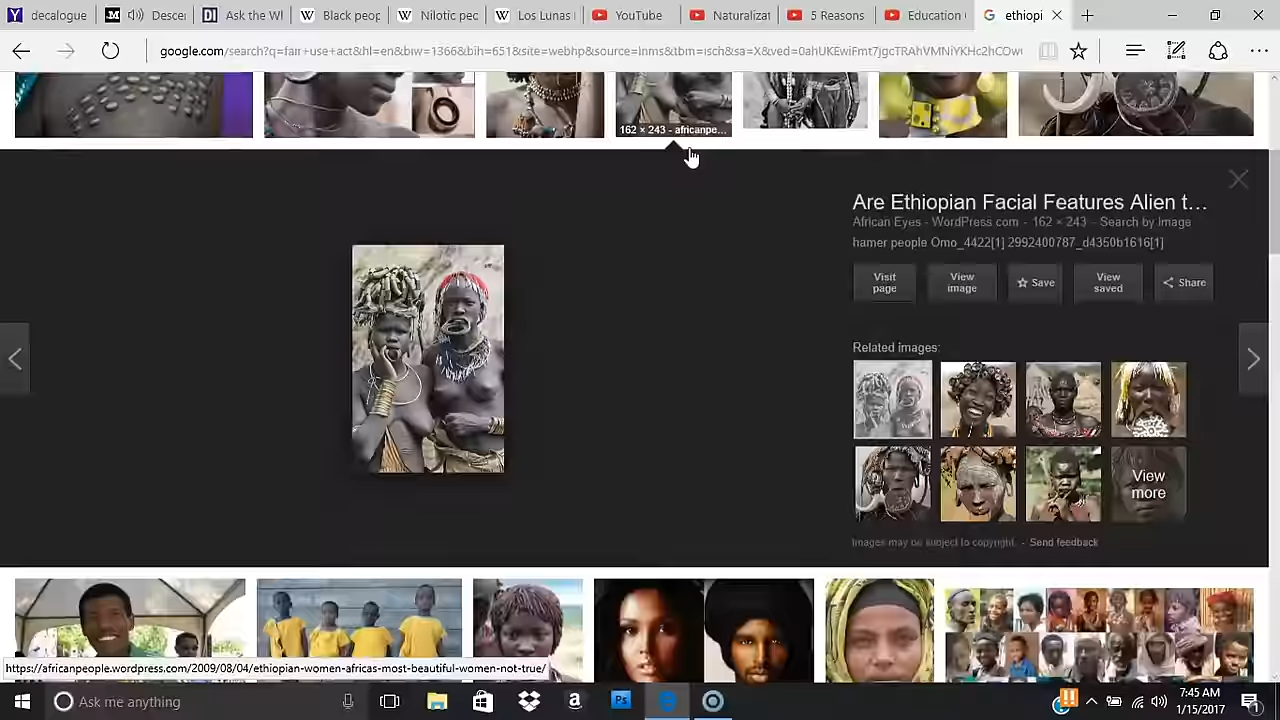 decalogue
Descer
Ask the Wh
Black peop
Nilotic peo
Los Lunas
YouTube
Naturalizat
5 Reasons
Education
ethiopi
162 × 243 - africanpe...
Are Ethiopian Facial Features Alien t...
African Eyes - WordPress.com - 162 × 243 - Search by image
hamer people Omo_4422[1] 2992400787_d4350b1616[1]
Visit page
View image
Save
View saved
Share
Related images:
View more
Images may be subject to copyright. - Send feedback
https://africanpeople.wordpress.com/2009/08/04/ethiopian-women-africas-most-beautiful-women-not-true/
Ask me anything
7:45 AM
1/15/2017